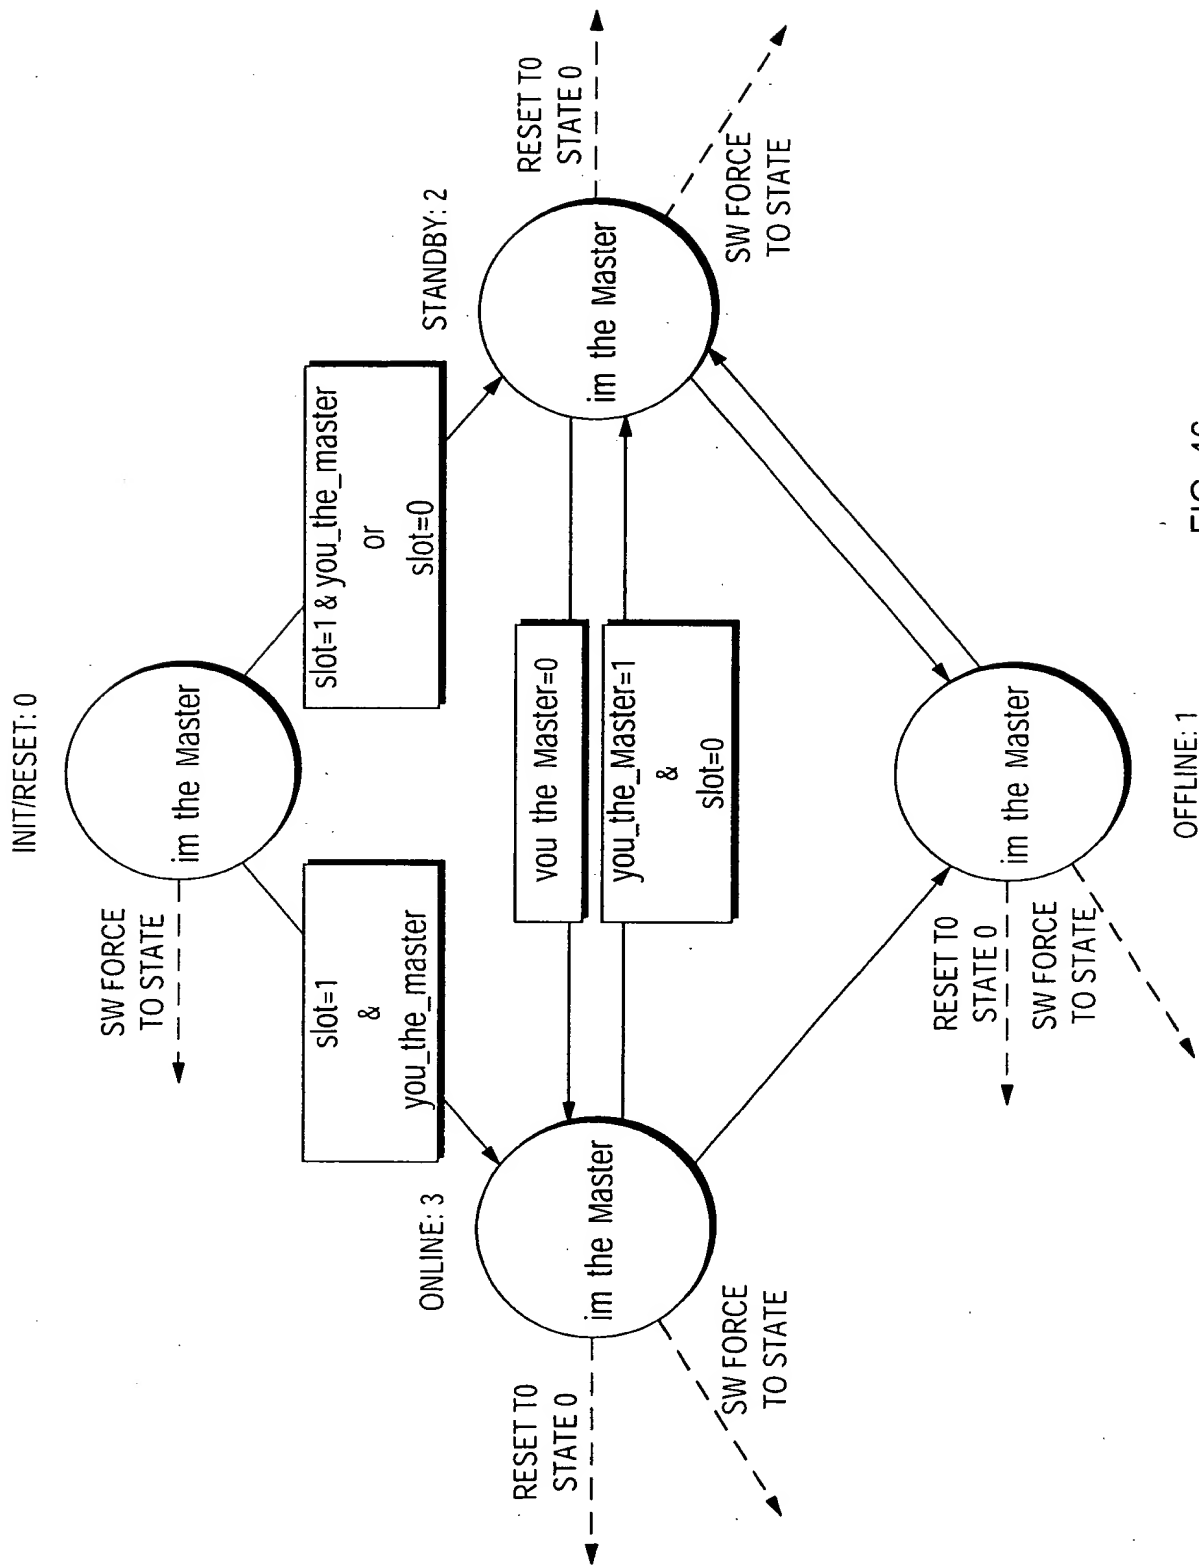 INIT/RESET: 0
im the Master
SW FORCE
TO STATE
slot=1
&
you_the_master
slot=1 & you_the_master
or
slot=0
ONLINE: 3
im the Master
RESET TO
STATE 0
SW FORCE
TO STATE
vou the Master=0
you_the_Master=1
&
slot=0
STANDBY: 2
im the Master
RESET TO
STATE 0
SW FORCE
TO STATE
im the Master
RESET TO
STATE 0
SW FORCE
TO STATE
OFFLINE: 1